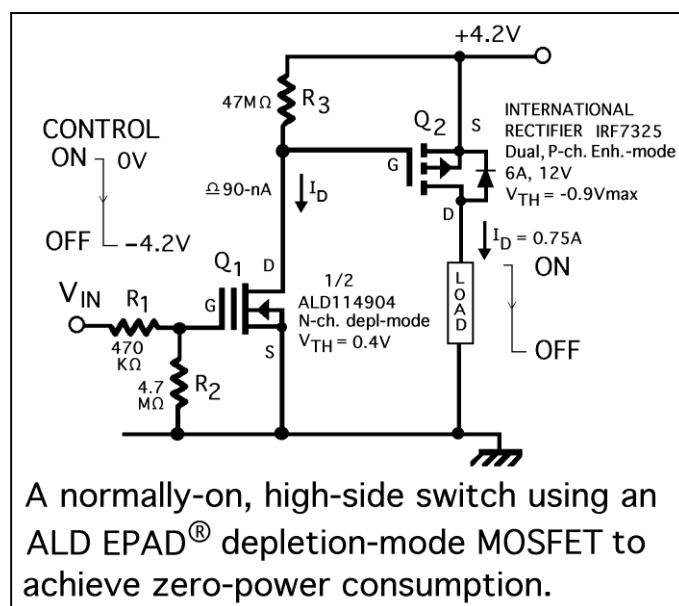 +4.2V
47MΩ R3
CONTROL
ON 0V
OFF −4.2V
Q2 S
G
D
INTERNATIONAL
RECTIFIER IRF7325
Dual, P-ch. Enh.-mode
6A, 12V
VTH = -0.9Vmax
Ω90-nA ID
ID = 0.75A
ON
OFF
LOAD
Q1 D
G
S
1/2
ALD114904
N-ch. depl-mode
VTH = 0.4V
VIN R1
470
KΩ
4.7
MΩ
R2
A normally-on, high-side switch using an
ALD EPAD® depletion-mode MOSFET to
achieve zero-power consumption.